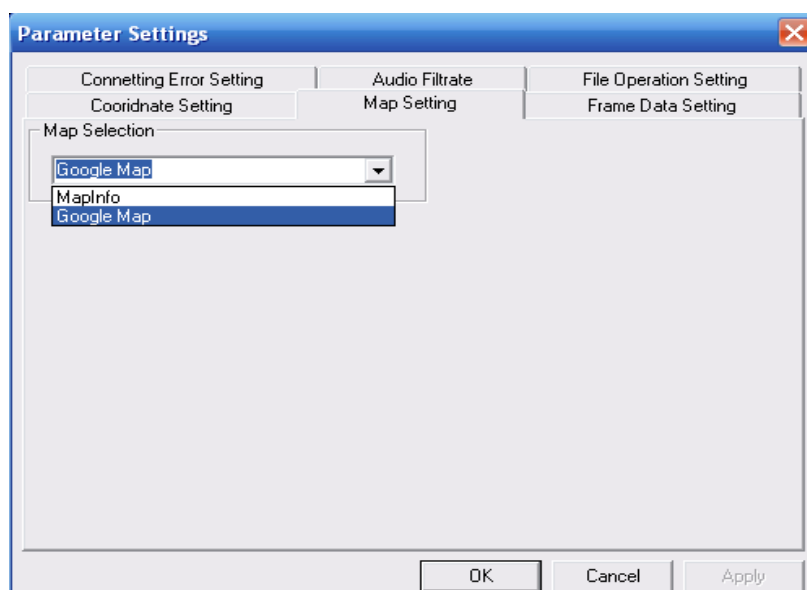 Parameter Settings
Connetting Error Setting Audio Filtrate File Operation Setting
Cooridnate Setting Map Setting Frame Data Setting
Map Selection
Google Map
MapInfo
Google Map
OK Cancel Apply